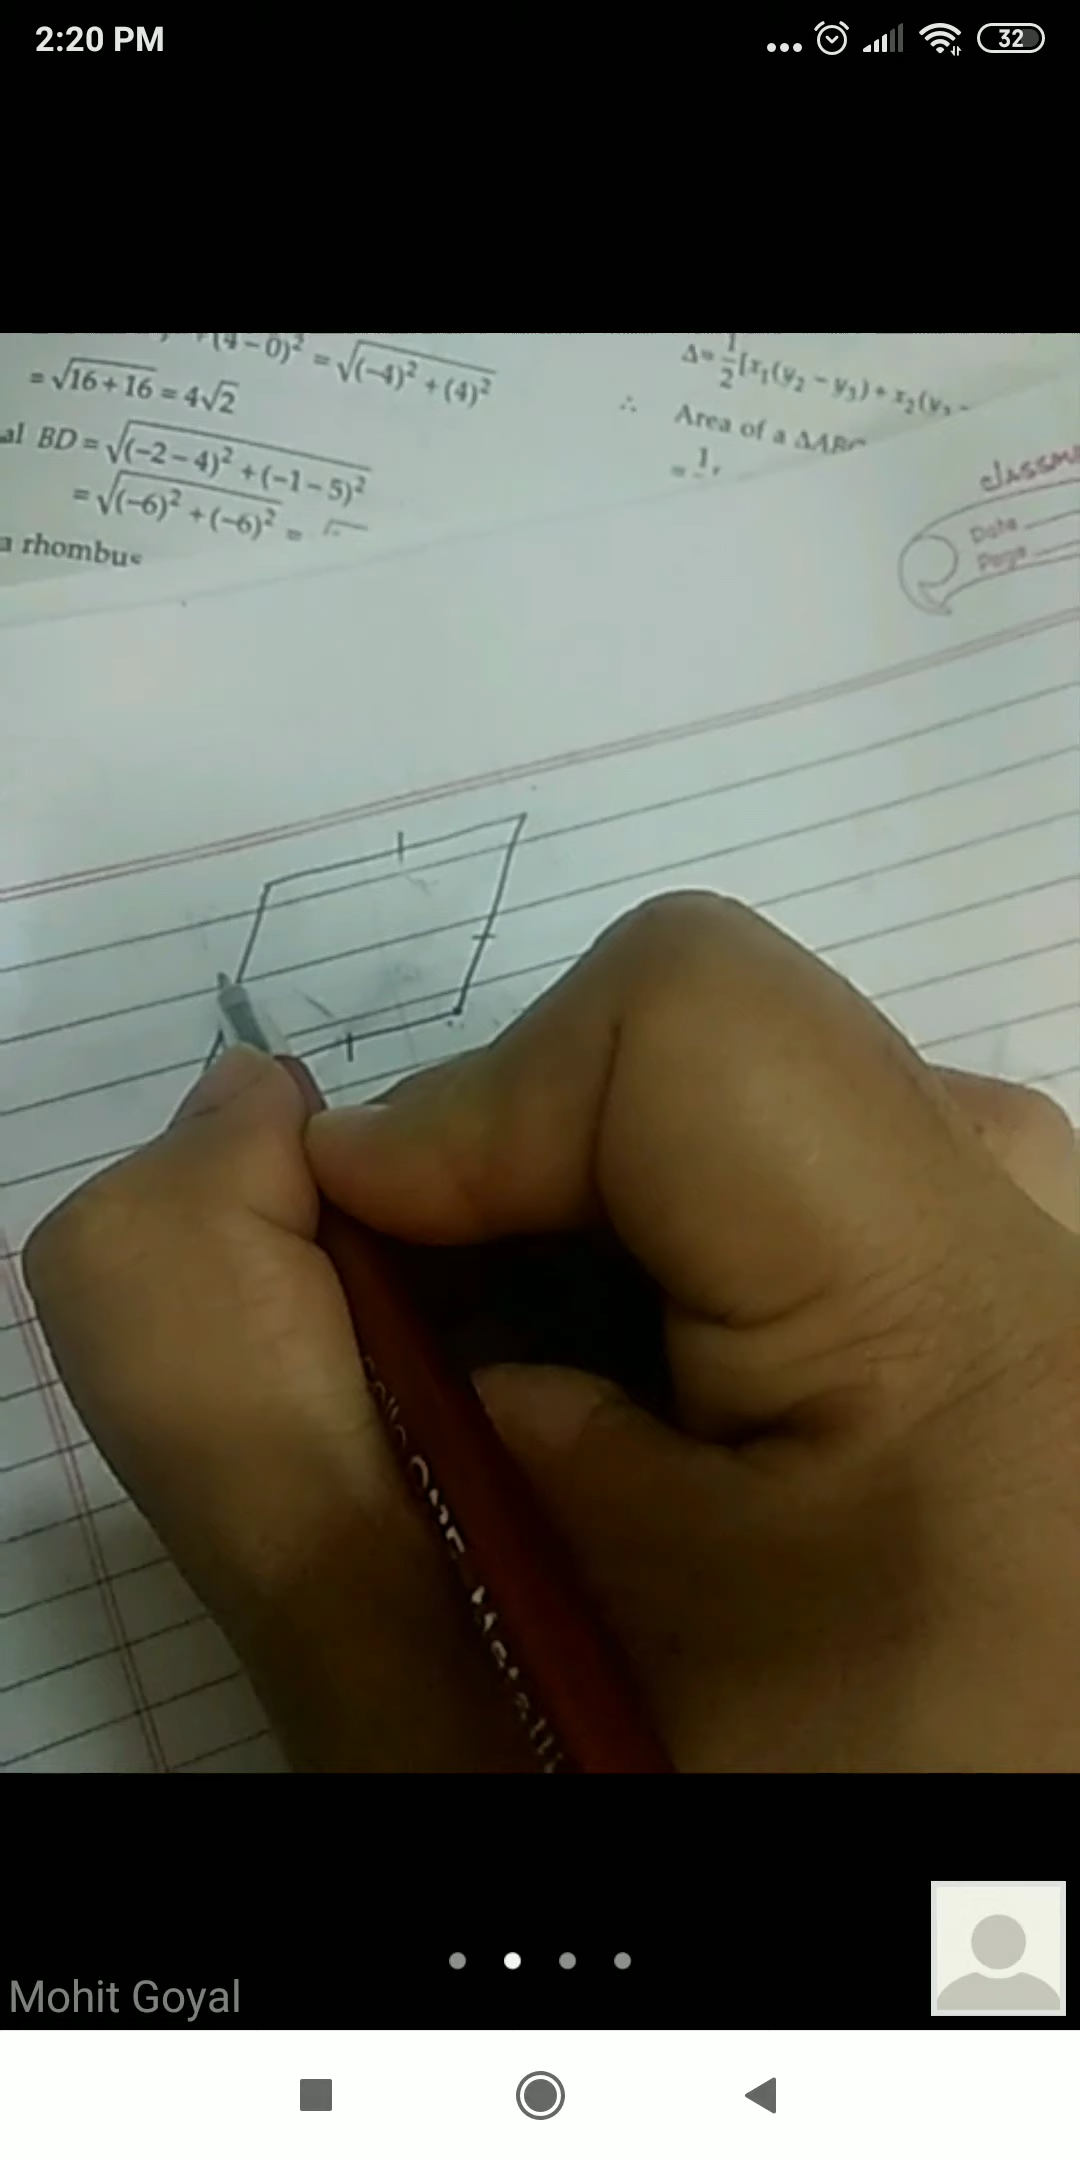 2:20 PM
32
(4−0)² = √(−4)² + (4)²
= √16+16 = 4√2
al BD = √(−2−4)² + (−1−5)²
= √(−6)² + (−6)² =
a rhombus
Δ = 1/2 [x₁(y₂ − y₃) + x₂(y₃ -
∴ Area of a ΔABC
= 1
classm
Date
Page
Mohit Goyal